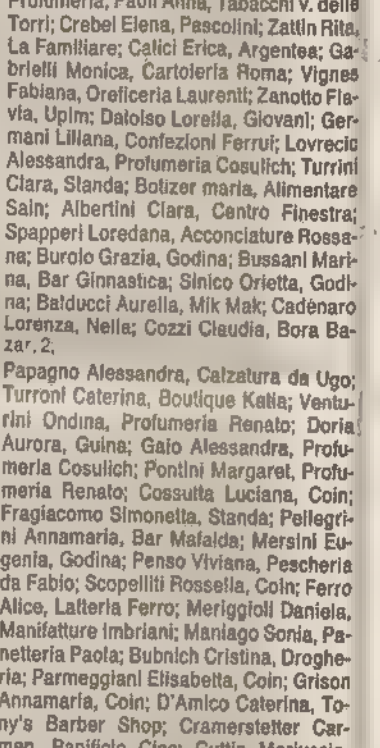 Profumeria; Paoli Anna, Tabacchi v. delle
Torri; Crebel Elena, Pascolini; Zattin Rita,
La Familiare; Calici Erica, Argentea; Ga-
brielli Monica, Cartoleria Roma; Vignes
Fabiana, Oreficeria Laurenti; Zanotto Fla-
via, Upim; Daloiso Lorella, Giovani; Ger-
mani Liliana, Confezioni Ferrui; Lovrecic
Alessandra, Profumeria Cosulich; Turrini
Clara, Standa; Botizer maria, Alimentare
Sain; Albertini Clara, Centro Finestra;
Spapperi Loredana, Acconciature Rossa-
na; Burolo Grazia, Godina; Bussani Mari-
na, Bar Ginnastica; Sinico Orietta, Godi-
na; Balducci Aurella, Mik Mak; Cadenaro
Lorenza, Nella; Cozzi Claudia, Bora Ba-
zar, 2;
Papagno Alessandra, Calzatura da Ugo;
Turroni Caterina, Boutique Katia; Ventu-
rini Ondina, Profumeria Renato; Doria
Aurora, Guina; Gaio Alessandra, Profu-
meria Cosulich; Pontini Margaret, Profu-
meria Renato; Cossutta Luciana, Coin;
Fragiacomo Simonetta, Standa; Pellegri-
ni Annamaria, Bar Mafalda; Mersini Eu-
genia, Godina; Penso Viviana, Pescheria
da Fabio; Scopelliti Rossella, Coin; Ferro
Alice, Latteria Ferro; Meriggioli Daniela,
Manifatture Imbriani; Maniago Sonia, Pa-
netteria Paola; Bubnich Cristina, Droghe-
ria; Parmeggiani Elisabetta, Coin; Grison
Annamaria, Coin; D'Amico Caterina, To-
ny's Barber Shop; Cramerstetter Car-
men, Panificio